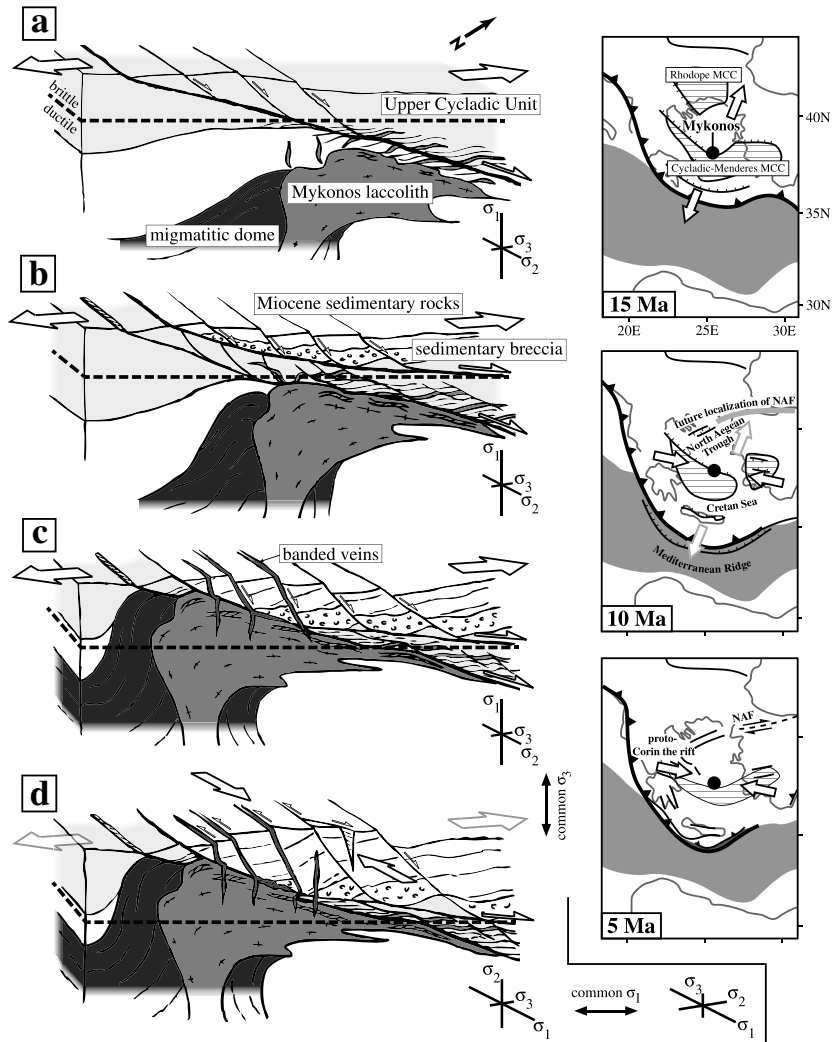 a
N
brittle
ductile
Upper Cycladic Unit
Mykonos laccolith
migmatitic dome
σ1
σ3
σ2
b
Miocene sedimentary rocks
sedimentary breccia
σ1
σ3
σ2
c
banded veins
σ1
σ3
σ2
common σ3
d
σ2
σ3
σ1
common σ1
σ3
σ2
σ1
Rhodope MCC
Mykonos
Cycladic-Menderes MCC
40N
35N
30N
15 Ma
20E
25E
30E
future localization of NAF
North Aegean
Trough
Cretan Sea
Mediterranean Ridge
10 Ma
NAF
proto-
Corin the rift
5 Ma